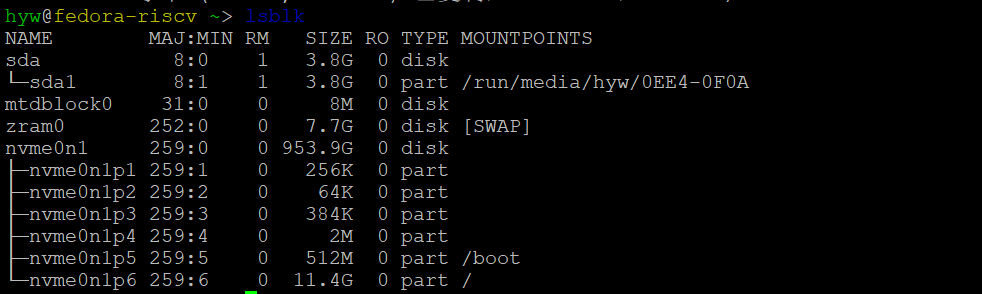 hyw@fedora-riscv ~> lsblk
NAME        MAJ:MIN RM   SIZE RO TYPE MOUNTPOINTS
sda           8:0    1   3.8G  0 disk
└─sda1        8:1    1   3.8G  0 part /run/media/hyw/0EE4-0F0A
mtdblock0    31:0    0     8M  0 disk
zram0       252:0    0   7.7G  0 disk [SWAP]
nvme0n1     259:0    0 953.9G  0 disk
├─nvme0n1p1 259:1    0   256K  0 part
├─nvme0n1p2 259:2    0    64K  0 part
├─nvme0n1p3 259:3    0   384K  0 part
├─nvme0n1p4 259:4    0     2M  0 part
├─nvme0n1p5 259:5    0   512M  0 part /boot
└─nvme0n1p6 259:6    0  11.4G  0 part /